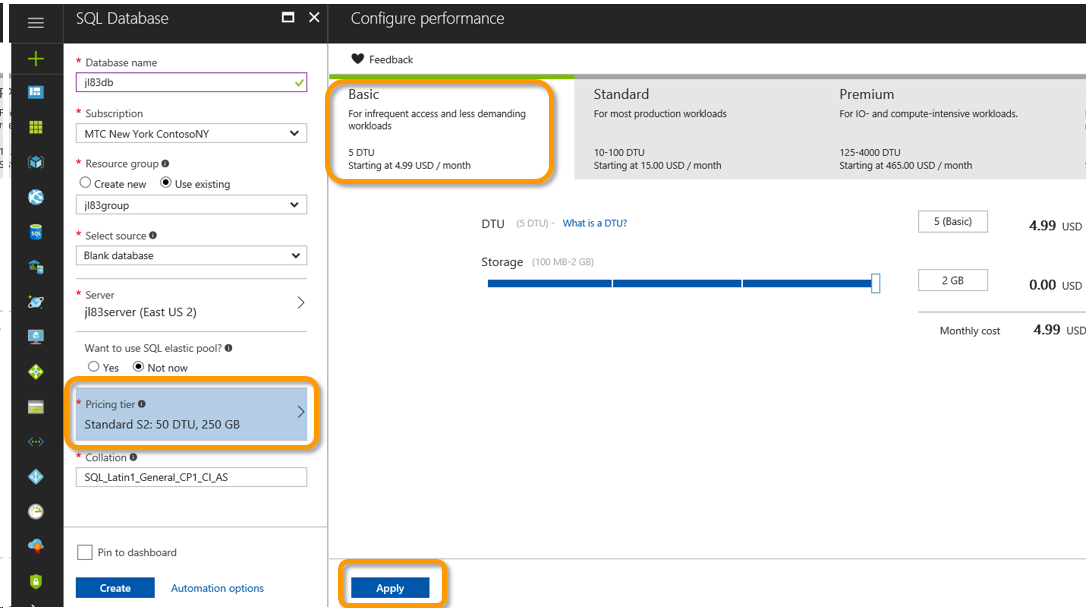 SQL Database
* Database name
jl83db
* Subscription
MTC New York ContosoNY
* Resource group
Create new
Use existing
jl83group
* Select source
Blank database
* Server
jl83server (East US 2)
Want to use SQL elastic pool?
Yes
Not now
* Pricing tier
Standard S2: 50 DTU, 250 GB
* Collation
SQL_Latin1_General_CP1_CI_AS
Pin to dashboard
Create
Automation options
Configure performance
Feedback
Basic
For infrequent access and less demanding
workloads
5 DTU
Starting at 4.99 USD / month
Standard
For most production workloads
10-100 DTU
Starting at 15.00 USD / month
Premium
For IO- and compute-intensive workloads.
125-4000 DTU
Starting at 465.00 USD / month
DTU (5 DTU) - What is a DTU?
5 (Basic)
4.99 USD
Storage (100 MB-2 GB)
2 GB
0.00 USD
Monthly cost 4.99 USD
Apply